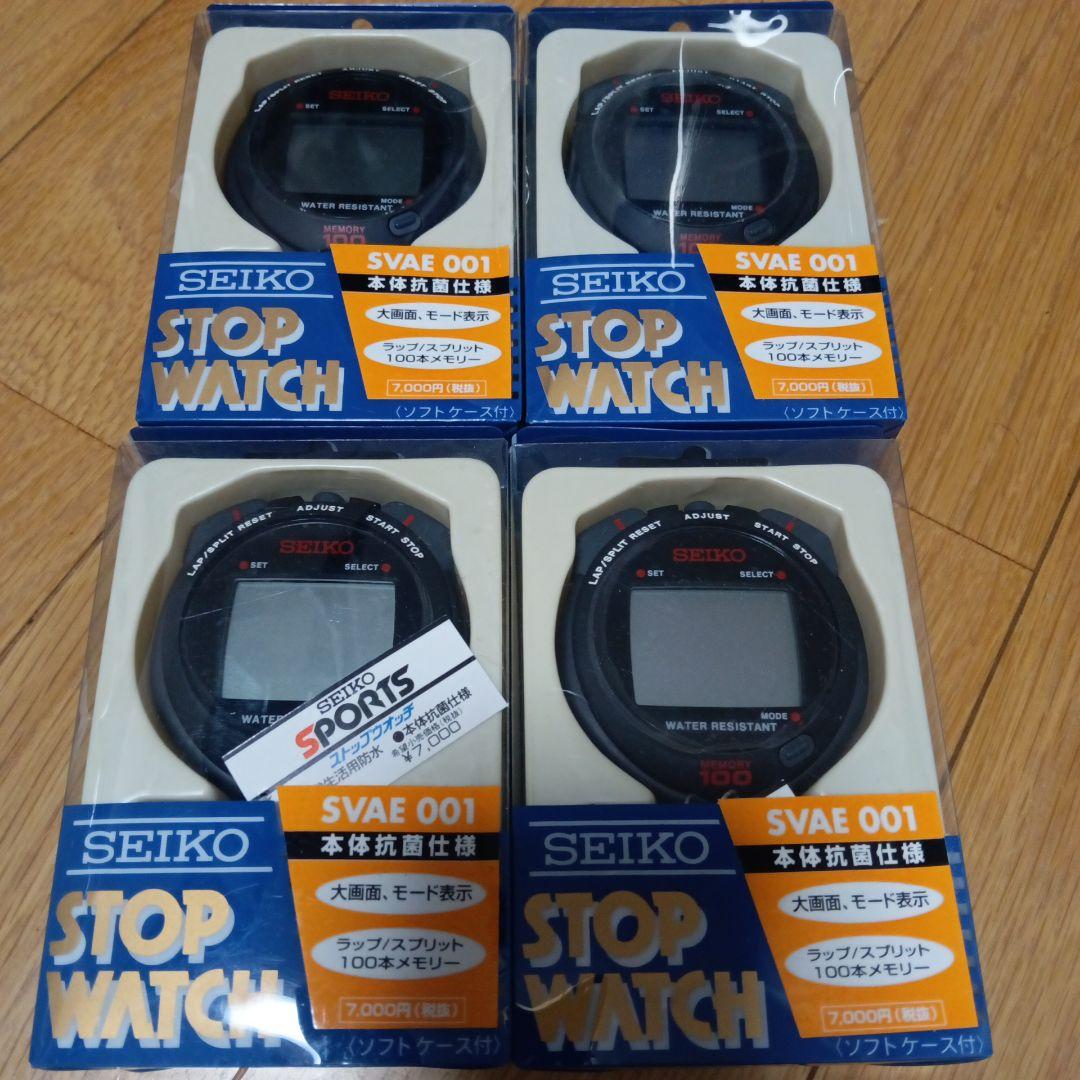 LAP/SPLIT RESET
ADJUST
START STOP
SEIKO
SET
SELECT
MODE
WATER RESISTANT
MEMORY
100
SEIKO
STOP
WATCH
SVAE 001
本体抗菌仕様
大画面、モード表示
ラップ/スプリット
100本メモリー
7,000円(税抜)
〈ソフトケース付〉
LAP/SPLIT RESET
SEIKO
SET
SELECT
MODE
WATER RESISTANT
MEMORY
SEIKO
STOP
WATCH
SVAE 001
本体抗菌仕様
大画面、モード表示
ラップ/スプリット
100本メモリー
7,000円(税抜)
〈ソフトケース付〉
LAP/SPLIT RESET
ADJUST
START STOP
SEIKO
SET
SELECT
SEIKO
SPORTS
ストップウオッチ
生活用防水
●本体抗菌仕様
希望小売価格(税抜)
¥7,000
SEIKO
STOP
WATCH
SVAE 001
本体抗菌仕様
大画面、モード表示
ラップ/スプリット
100本メモリー
7,000円(税抜)
〈ソフトケース付〉
LAP/SPLIT RESET
ADJUST
START STOP
SEIKO
SET
SELECT
MODE
WATER RESISTANT
MEMORY
100
SEIKO
STOP
WATCH
SVAE 001
本体抗菌仕様
大画面、モード表示
ラップ/スプリット
100本メモリー
7,000円(税抜)
〈ソフトケース付〉